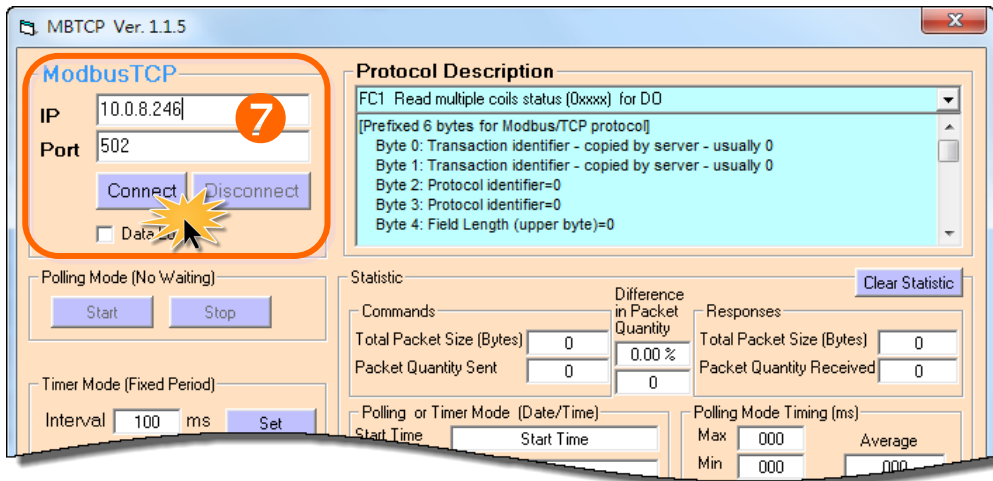 MBTCP Ver. 1.1.5
x
ModbusTCP
IP 10.0.8.246
7
Port 502
Connect Disconnect
Data
Protocol Description
FC1 Read multiple coils status (0xxxx) for DO
[Prefixed 6 bytes for Modbus/TCP protocol]
Byte 0: Transaction identifier - copied by server - usually 0
Byte 1: Transaction identifier - copied by server - usually 0
Byte 2: Protocol identifier=0
Byte 3: Protocol identifier=0
Byte 4: Field Length (upper byte)=0
Polling Mode (No Waiting)
Start Stop
Timer Mode (Fixed Period)
Interval 100 ms Set
Statistic
Clear Statistic
Commands
Total Packet Size (Bytes) 0
Packet Quantity Sent 0
Difference
in Packet
Quantity
0.00 %
0
Responses
Total Packet Size (Bytes) 0
Packet Quantity Received 0
Polling or Timer Mode (Date/Time)
Start Time Start Time
Polling Mode Timing (ms)
Max 000 Average
Min 000 000